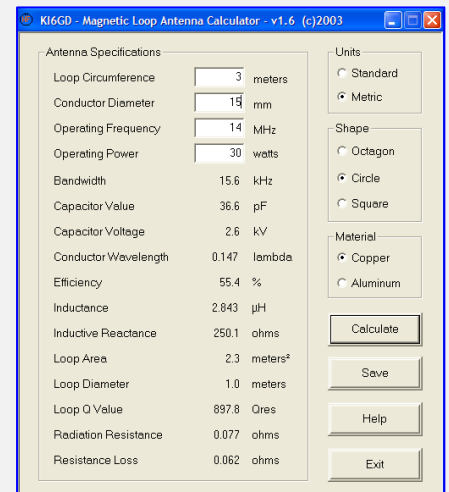 KI6GD - Magnetic Loop Antenna Calculator - v1.6 (c)2003
Antenna Specifications
Loop Circumference 3 meters
Conductor Diameter 15 mm
Operating Frequency 14 MHz
Operating Power 30 watts
Bandwidth 15.6 kHz
Capacitor Value 36.6 pF
Capacitor Voltage 2.6 kV
Conductor Wavelength 0.147 lambda
Efficiency 55.4 %
Inductance 2.843 µH
Inductive Reactance 250.1 ohms
Loop Area 2.3 meters²
Loop Diameter 1.0 meters
Loop Q Value 897.8 Qres
Radiation Resistance 0.077 ohms
Resistance Loss 0.062 ohms
Units
Standard
Metric
Shape
Octagon
Circle
Square
Material
Copper
Aluminum
Calculate
Save
Help
Exit